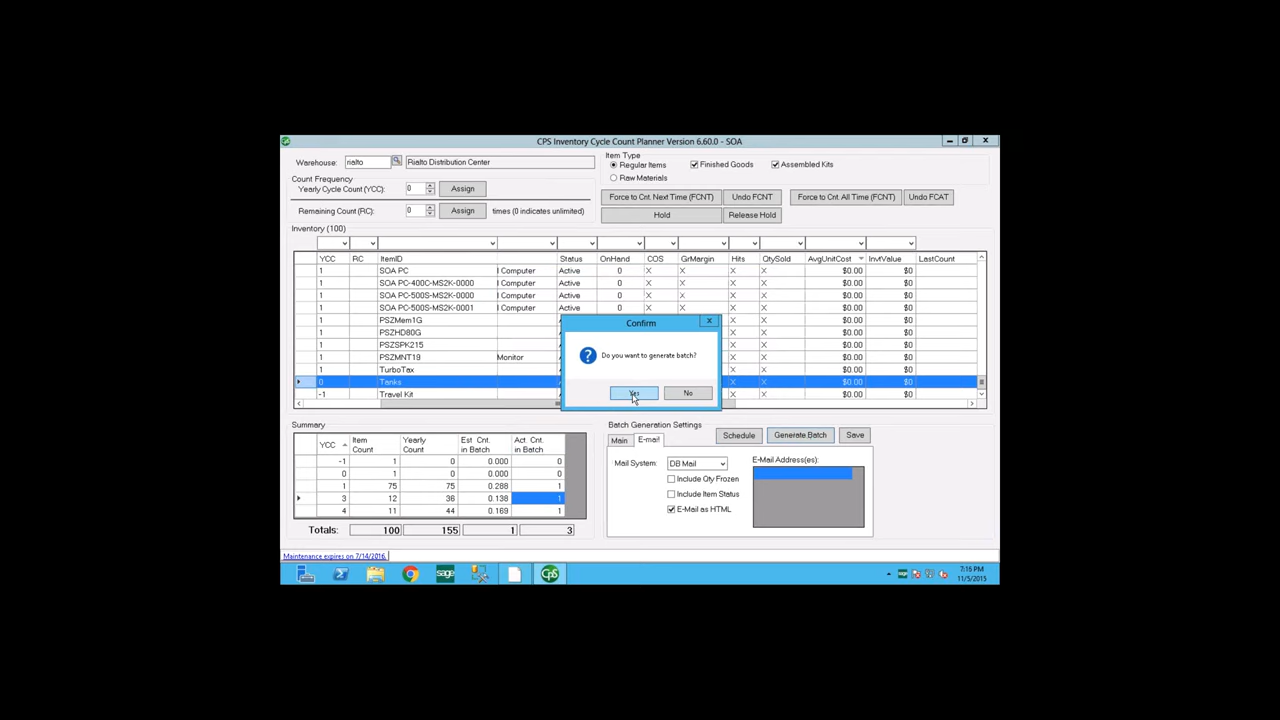 CPS Inventory Cycle Count Planner Version 6.60.0 - SOA
Warehouse: rialto Rialto Distribution Center
Item Type
Regular Items Finished Goods Assembled Kits
Raw Materials
Count Frequency
Yearly Cycle Count (YCC): 0 Assign
Remaining Count (RC): 0 Assign times (0 indicates unlimited)
Force to Cnt. Next Time (FCNT) Undo FCNT Force to Cnt. All Time (FCNT) Undo FCAT
Hold Release Hold
Inventory (100)
YCC RC ItemID Status OnHand COS GrMargin Hits QtySold AvgUnitCost InvtValue LastCount
1 SOA PC l Computer Active 0 X X X X $0.00 $0
1 SOA PC-400C-MS2K-0000 l Computer Active 0 X X X X $0.00 $0
1 SOA PC-500S-MS2K-0000 l Computer Active 0 X X X X $0.00 $0
1 SOA PC-500S-MS2K-0001 l Computer Active 0 X X X X $0.00 $0
1 PSZMem1G X X $0.00 $0
1 PSZHD80G X X $0.00 $0
1 PSZSPK215 X X $0.00 $0
1 PSZMNT19 Monitor X X $0.00 $0
1 TurboTax X X $0.00 $0
0 Tanks X X $0.00 $0
-1 Travel Kit X X $0.00 $0
Confirm
Do you want to generate batch?
Yes No
Summary
YCC Item Count Yearly Count Est Cnt. in Batch Act. Cnt. in Batch
-1 1 0 0.000 0
0 1 0 0.000 0
1 75 75 0.288 1
3 12 36 0.138 1
4 11 44 0.169 1
Totals: 100 155 1 3
Batch Generation Settings
Main E-mail Schedule Generate Batch Save
Mail System: DB Mail E-Mail Address(es):
Include Qty Frozen
Include Item Status
E-Mail as HTML
Maintenance expires on 7/14/2016.
sage CPS
7:15 PM
11/5/2015